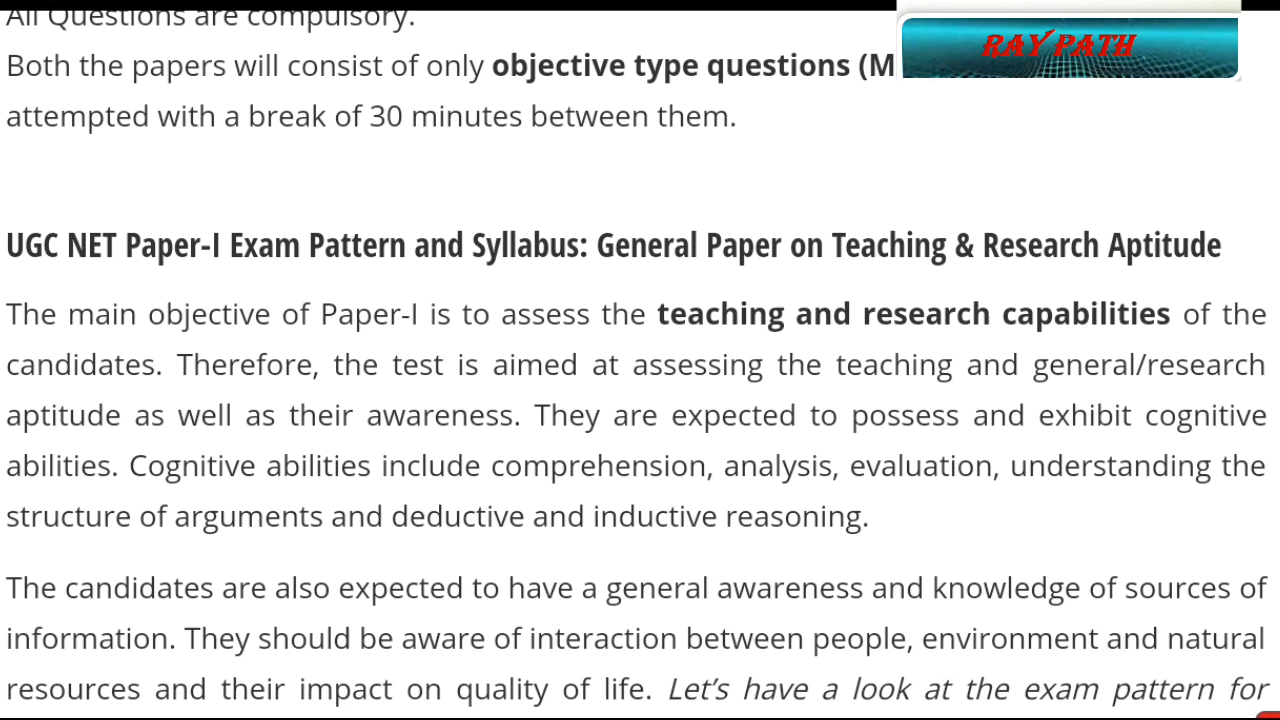 All Questions are compulsory.
RAY PATH
Both the papers will consist of only objective type questions (M
attempted with a break of 30 minutes between them.
UGC NET Paper-I Exam Pattern and Syllabus: General Paper on Teaching & Research Aptitude
The main objective of Paper-I is to assess the teaching and research capabilities of the
candidates. Therefore, the test is aimed at assessing the teaching and general/research
aptitude as well as their awareness. They are expected to possess and exhibit cognitive
abilities. Cognitive abilities include comprehension, analysis, evaluation, understanding the
structure of arguments and deductive and inductive reasoning.
The candidates are also expected to have a general awareness and knowledge of sources of
information. They should be aware of interaction between people, environment and natural
resources and their impact on quality of life. Let’s have a look at the exam pattern for